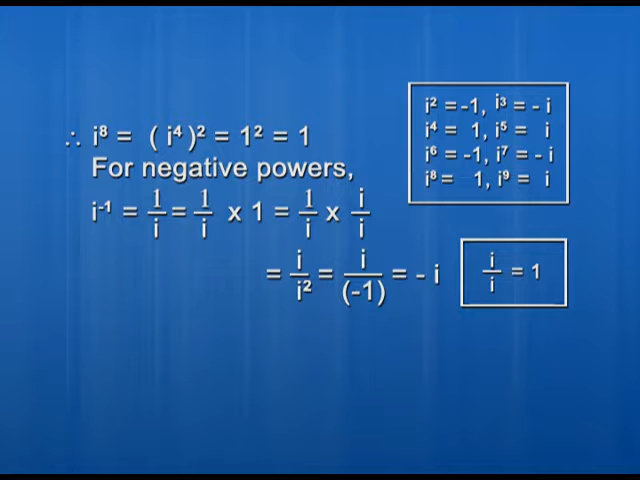 ∴ i⁸ = ( i⁴ )² = 1² = 1
For negative powers,
i⁻¹ = 1/i = 1/i x 1 = 1/i x i/i
= i/i² = i/(-1) = - i
i² = -1, i³ = - i
i⁴ = 1, i⁵ = i
i⁶ = -1, i⁷ = - i
i⁸ = 1, i⁹ = i
i/i = 1